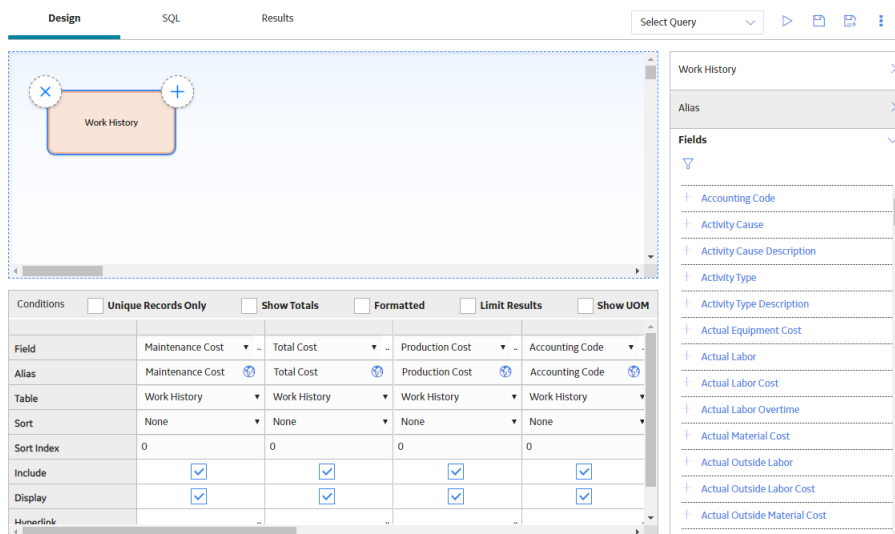 Design SQL Results Select Query
Work History
Work History
Alias
Fields
Accounting Code
Activity Cause
Activity Cause Description
Activity Type
Activity Type Description
Actual Equipment Cost
Actual Labor
Actual Labor Cost
Actual Labor Overtime
Actual Material Cost
Actual Outside Labor
Actual Outside Labor Cost
Actual Outside Material Cost
Conditions Unique Records Only Show Totals Formatted Limit Results Show UOM
Field Maintenance Cost .. Total Cost .. Production Cost .. Accounting Code .
Alias Maintenance Cost Total Cost Production Cost Accounting Code
Table Work History Work History Work History Work History
Sort None None None None
Sort Index 0 0 0 0
Include
Display
Hyperlink .. .. ..